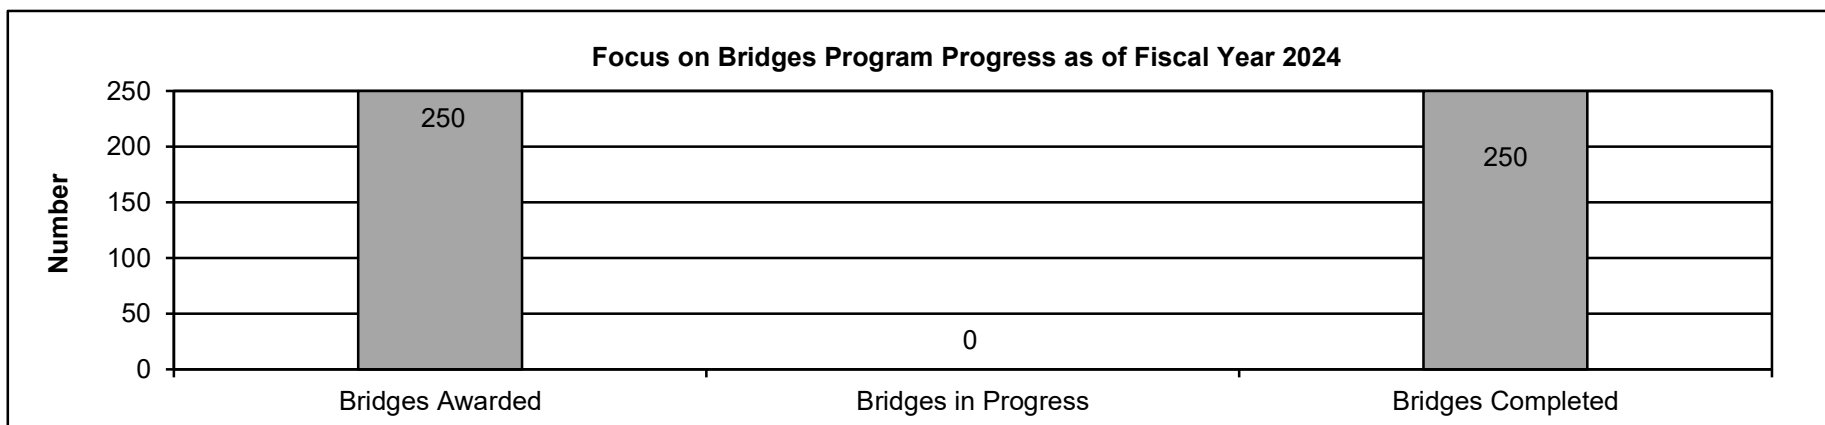 Focus on Bridges Program Progress as of Fiscal Year 2024
Number
250
200
150
100
50
0
250
0
250
Bridges Awarded
Bridges in Progress
Bridges Completed